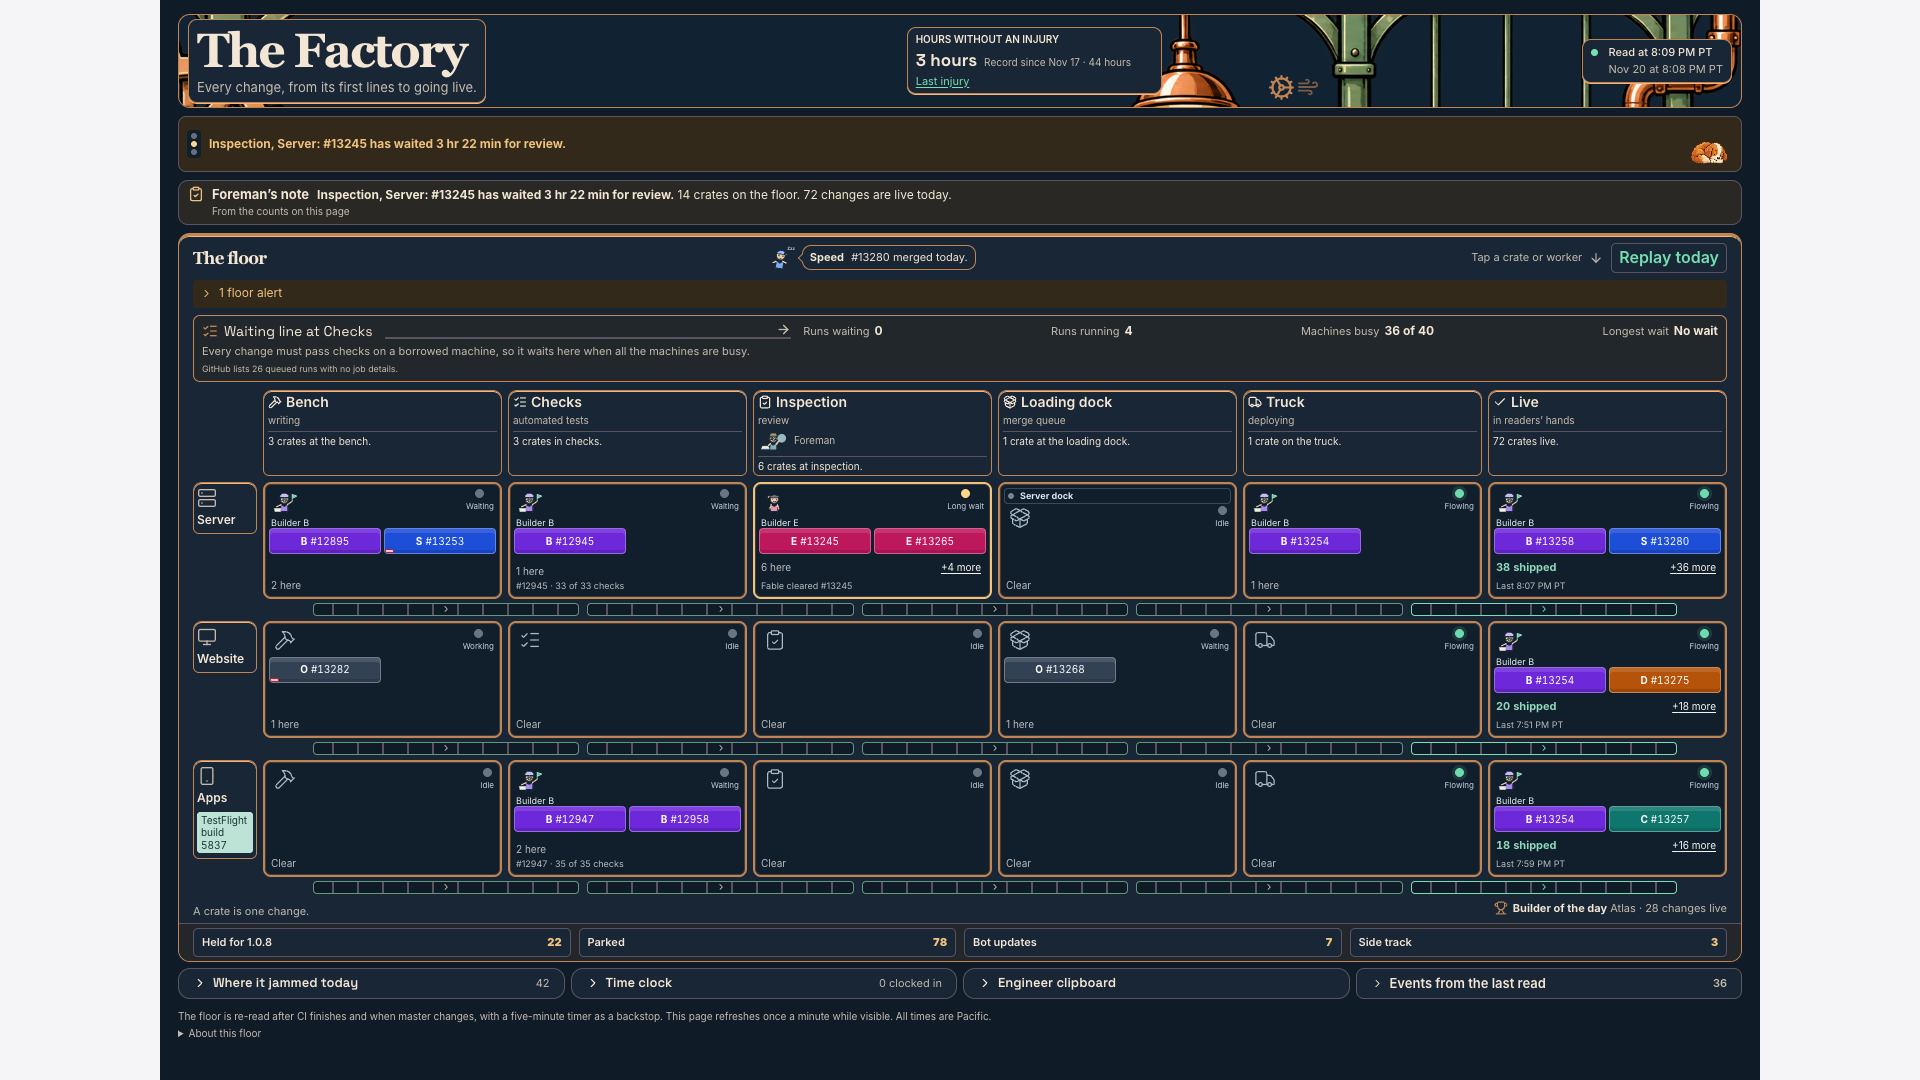 The Factory
Every change, from its first lines to going live.
HOURS WITHOUT AN INJURY
3 hours Record since Nov 17 · 44 hours
Last injury
Read at 8:09 PM PT
Nov 20 at 8:08 PM PT
Inspection, Server: #13245 has waited 3 hr 22 min for review.
Foreman’s note Inspection, Server: #13245 has waited 3 hr 22 min for review. 14 crates on the floor. 72 changes are live today.
From the counts on this page
The floor
Speed #13280 merged today.
Tap a crate or worker
Replay today
1 floor alert
Waiting line at Checks
Runs waiting 0
Runs running 4
Machines busy 36 of 40
Longest wait No wait
Every change must pass checks on a borrowed machine, so it waits here when all the machines are busy.
GitHub lists 26 queued runs with no job details.
Bench
writing
3 crates at the bench.
Checks
automated tests
3 crates in checks.
Inspection
review
Foreman
6 crates at inspection.
Loading dock
merge queue
1 crate at the loading dock.
Truck
deploying
1 crate on the truck.
Live
in readers’ hands
72 crates live.
Server
Waiting
Builder B
B #12895
S #13253
2 here
Waiting
Builder B
B #12945
1 here
#12945 · 33 of 33 checks
Long wait
Builder E
E #13245
E #13265
6 here
+4 more
Fable cleared #13245
Server dock
Idle
Clear
Flowing
Builder B
B #13254
1 here
Flowing
Builder B
B #13258
S #13280
38 shipped
+36 more
Last 8:07 PM PT
Website
Working
O #13282
1 here
Idle
Clear
Idle
Clear
Waiting
O #13268
1 here
Flowing
Clear
Flowing
Builder B
B #13254
D #13275
20 shipped
+18 more
Last 7:51 PM PT
Apps
TestFlight
build
5837
Idle
Clear
Waiting
Builder B
B #12947
B #12958
2 here
#12947 · 35 of 35 checks
Idle
Clear
Idle
Clear
Flowing
Clear
Flowing
Builder B
B #13254
C #13257
18 shipped
+16 more
Last 7:59 PM PT
A crate is one change.
Builder of the day Atlas · 28 changes live
Held for 1.0.8 22
Parked 78
Bot updates 7
Side track 3
Where it jammed today 42
Time clock 0 clocked in
Engineer clipboard
Events from the last read 36
The floor is re-read after CI finishes and when master changes, with a five-minute timer as a backstop. This page refreshes once a minute while visible. All times are Pacific.
About this floor